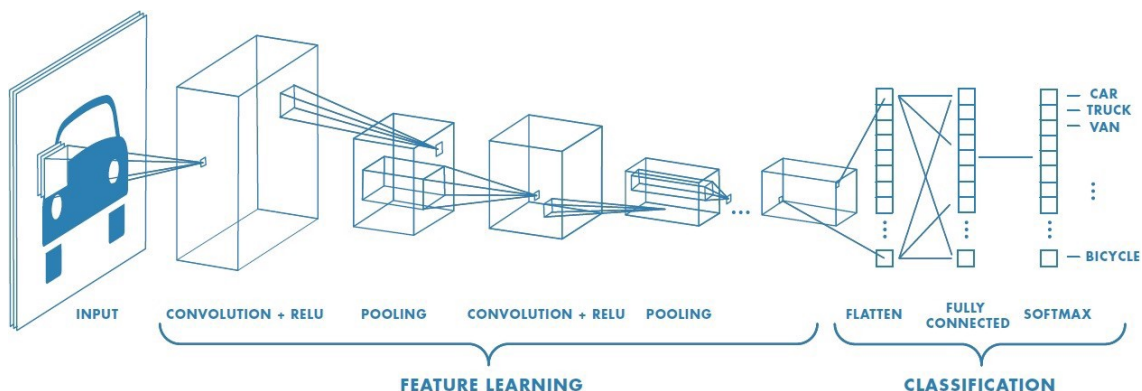 CAR
TRUCK
VAN
BICYCLE
INPUT
CONVOLUTION + RELU
POOLING
CONVOLUTION + RELU
POOLING
FLATTEN
FULLY
CONNECTED
SOFTMAX
FEATURE LEARNING
CLASSIFICATION